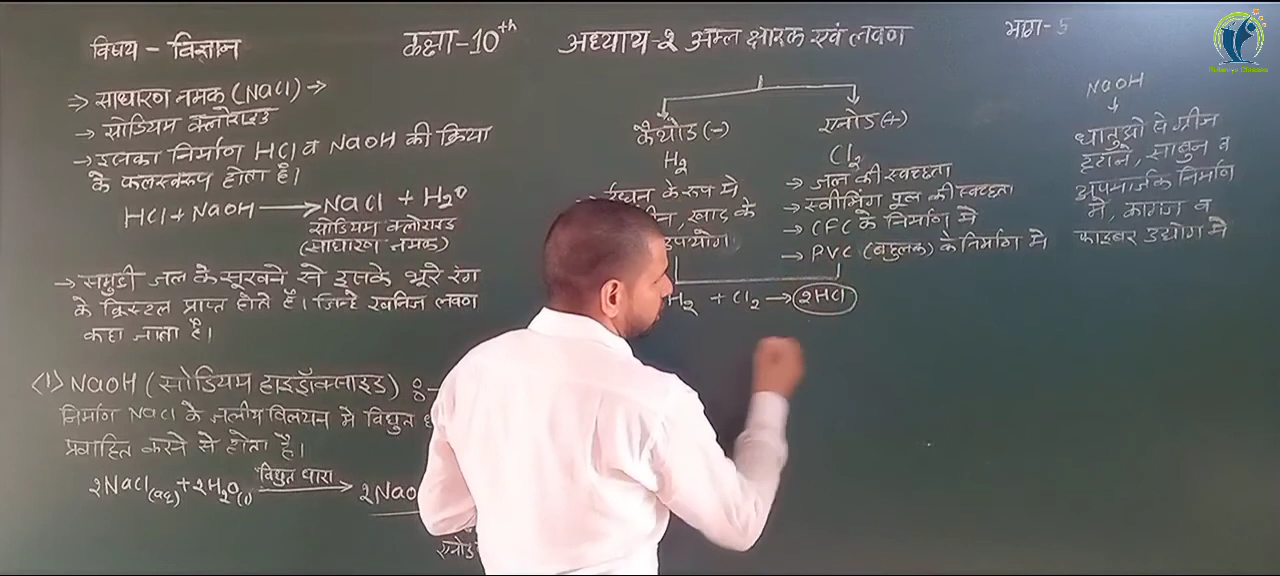 विषय - विज्ञान
कक्षा-10th
अध्याय-2 अम्ल क्षारक एवं लवण
भाग-5
→ साधारण नमक (NaCl) →
→ सोडियम क्लोराइड
→ इसका निर्माण HCl व NaOH की क्रिया
के फलस्वरूप होता है।
HCl + NaOH → NaCl + H2O
सोडियम क्लोराइड
(साधारण नमक)
→ समुद्री जल के सूखने से इसके भूरे रंग
के क्रिस्टल प्राप्त होते है। जिन्हे खनिज लवण
कहा जाता है।
(1) NaOH (सोडियम हाइड्रॉक्साइड) :-
निर्माण NaCl के जलीय विलयन मे विद्युत
प्रवाहित करने से होता है।
2NaCl(aq) + 2H2O(l) विद्युत धारा → 2NaO
एनोड
कैथोड (-)
H2
ईंधन के रूप मे
खाद के
उपयोग
एनोड (+)
Cl2
→ जल की स्वच्छता
→ स्वीमिंग पूल की स्वच्छता
→ CFC के निर्माण मे
→ PVC (बहुलक) के निर्माण मे
H2 + Cl2 → 2HCl
NaOH
↓
धातुओ से ग्रीज
हटाने, साबुन व
अपमार्जक निर्माण
मे, कागज व
फाइबर उद्योग मे